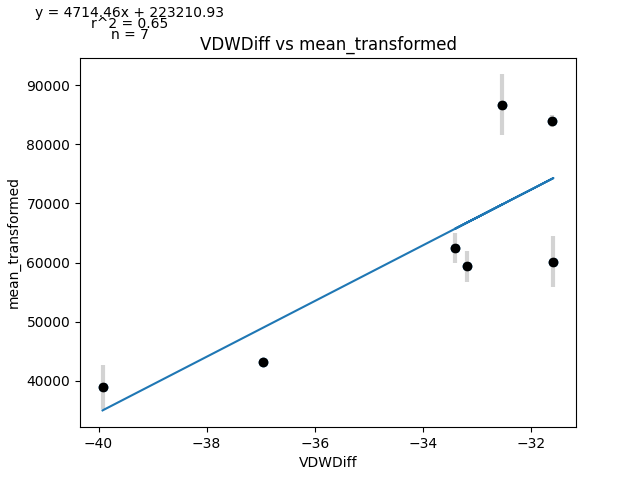 y = 4714.46x + 223210.93
r^2 = 0.65
n = 7
VDWDiff vs mean_transformed
90000
80000
70000
60000
50000
40000
mean_transformed
−40
−38
−36
−34
−32
VDWDiff